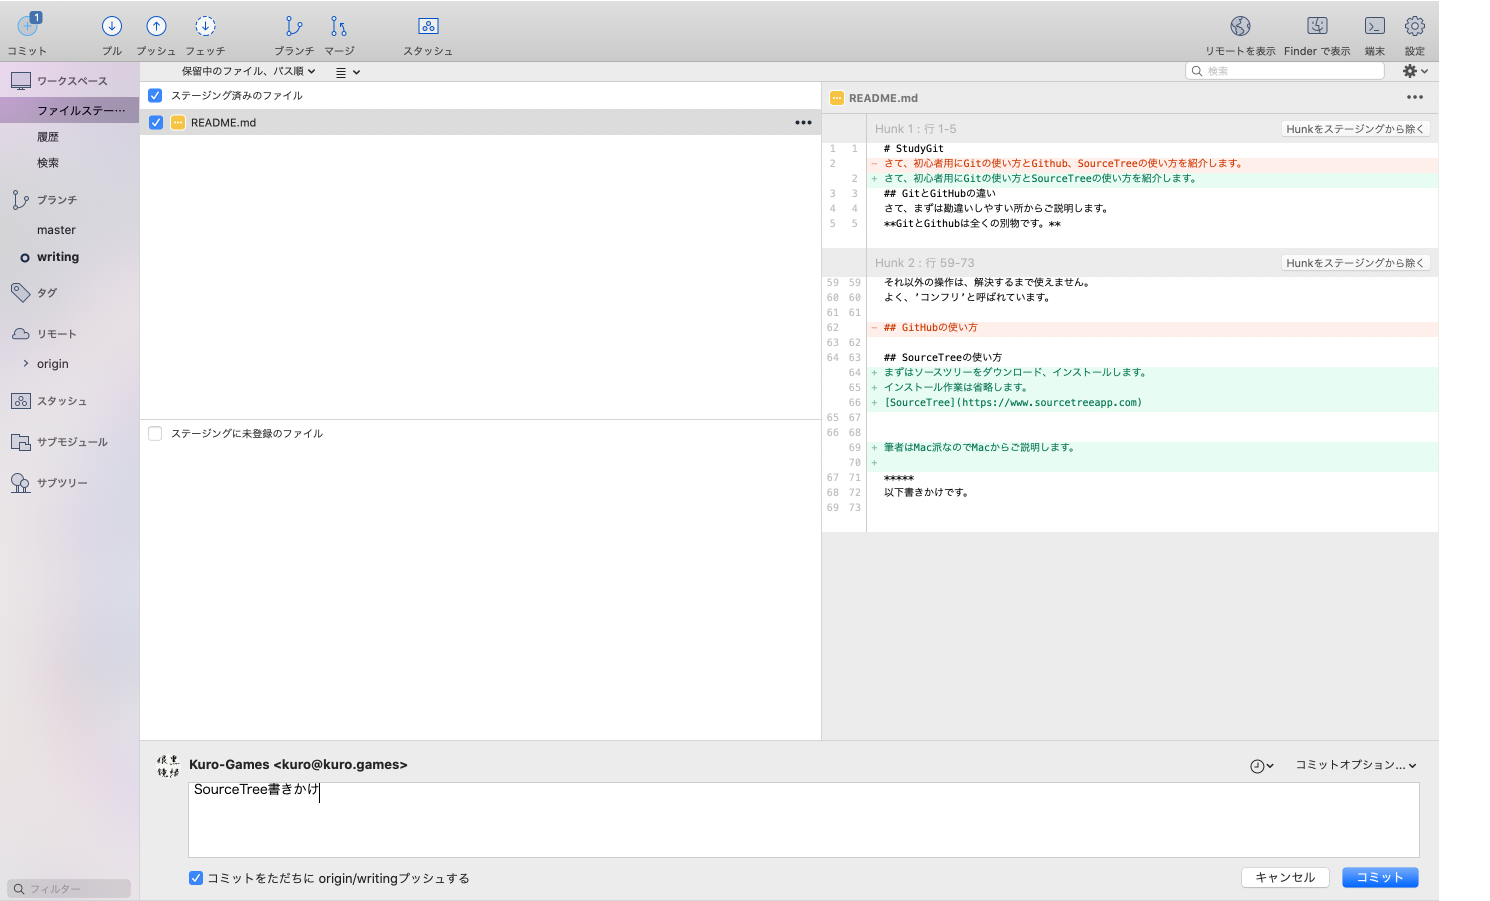 1
コミット
プル
プッシュ
フェッチ
ブランチ
マージ
スタッシュ
リモートを表示
Finder で表示
端末
設定
ワークスペース
ファイルステー…
履歴
検索
ブランチ
master
writing
タグ
リモート
origin
スタッシュ
サブモジュール
サブツリー
フィルター
保留中のファイル、パス順
検索
ステージング済みのファイル
README.md
ステージングに未登録のファイル
README.md
Hunk 1 : 行 1-5
Hunkをステージングから除く
1 1 # StudyGit
2 - さて、初心者用にGitの使い方とGithub、SourceTreeの使い方を紹介します。
2 + さて、初心者用にGitの使い方とSourceTreeの使い方を紹介します。
3 3 ## GitとGitHubの違い
4 4 さて、まずは勘違いしやすい所からご説明します。
5 5 **GitとGithubは全くの別物です。**
Hunk 2 : 行 59-73
Hunkをステージングから除く
59 59 それ以外の操作は、解決するまで使えません。
60 60 よく、’コンフリ’と呼ばれています。
61 61
62 - ## GitHubの使い方
63 62
64 63 ## SourceTreeの使い方
64 + まずはソースツリーをダウンロード、インストールします。
65 + インストール作業は省略します。
66 + [SourceTree](https://www.sourcetreeapp.com)
65 67
66 68
69 + 筆者はMac派なのでMacからご説明します。
70 +
67 71 *****
68 72 以下書きかけです。
69 73
Kuro-Games <kuro@kuro.games>
コミットオプション...
SourceTree書きかけ
コミットをただちに origin/writingプッシュする
キャンセル
コミット